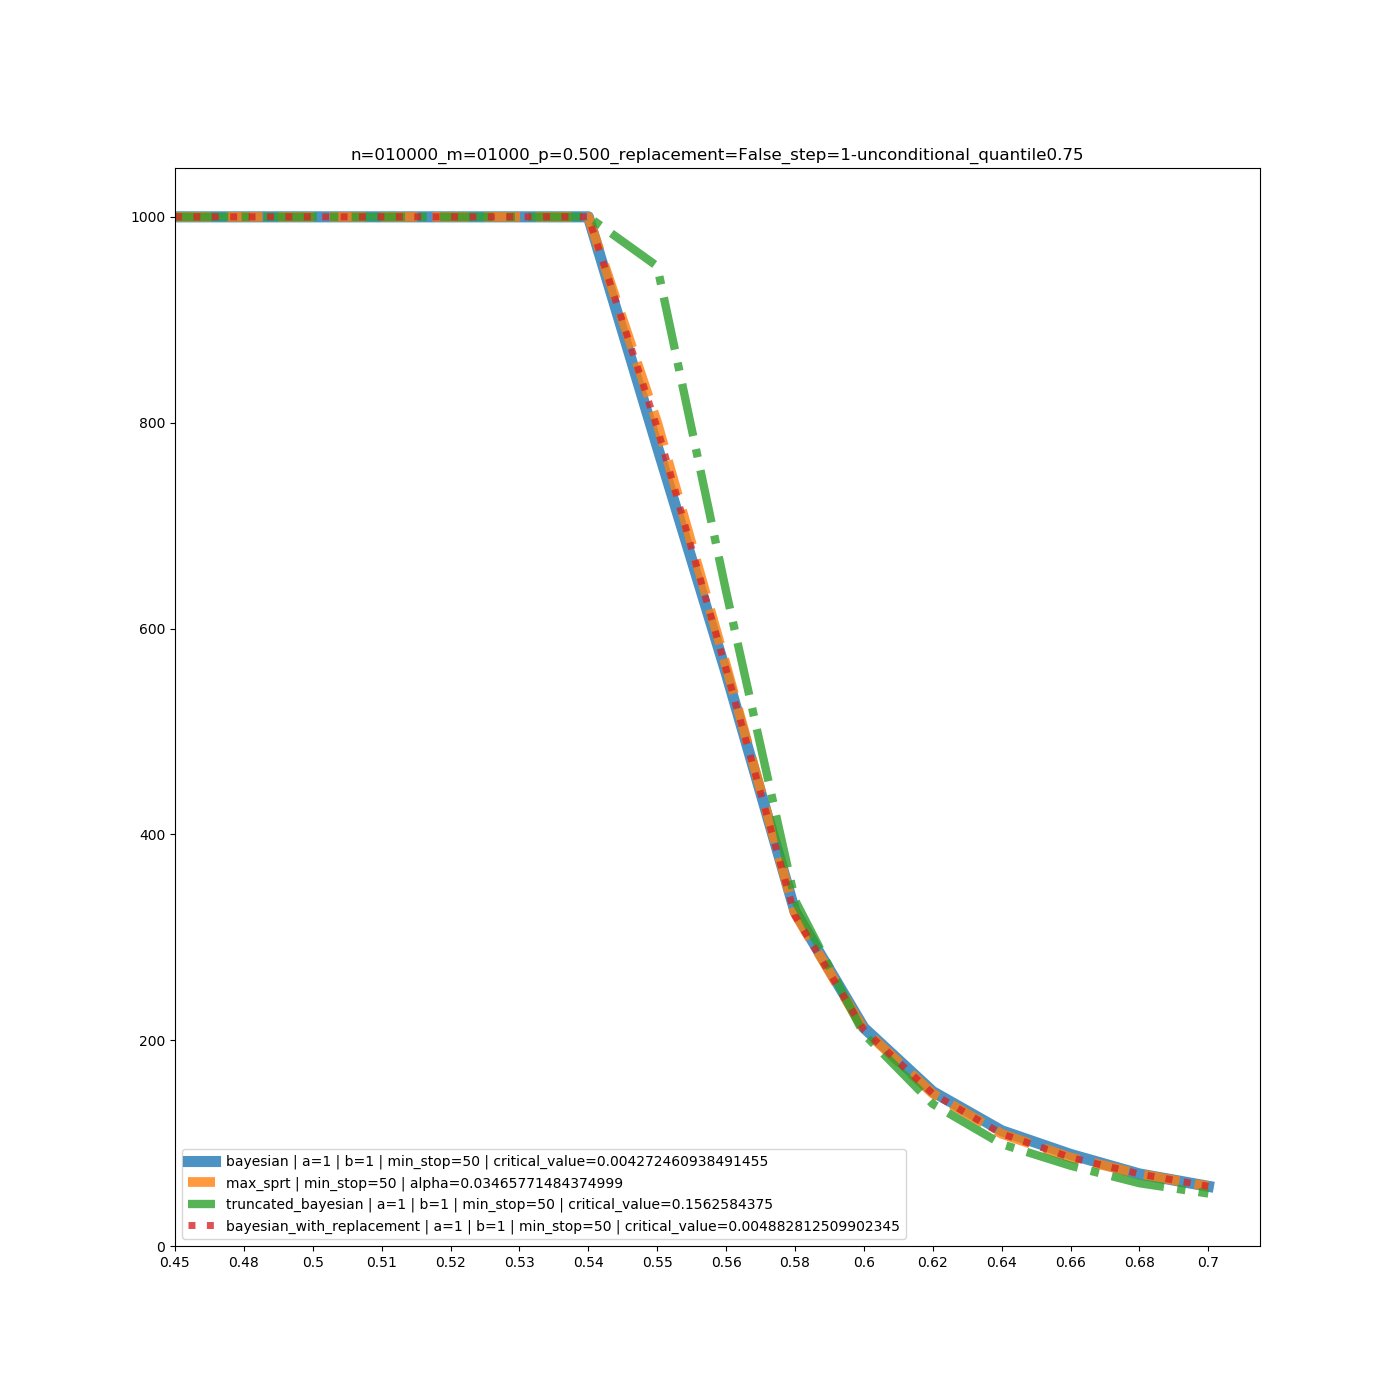 n=010000_m=01000_p=0.500_replacement=False_step=1-unconditional_quantile0.75
1000
800
600
400
200
0
bayesian | a=1 | b=1 | min_stop=50 | critical_value=0.004272460938491455
max_sprt | min_stop=50 | alpha=0.03465771484374999
truncated_bayesian | a=1 | b=1 | min_stop=50 | critical_value=0.1562584375
bayesian_with_replacement | a=1 | b=1 | min_stop=50 | critical_value=0.004882812509902345
0.45 0.48 0.5 0.51 0.52 0.53 0.54 0.55 0.56 0.58 0.6 0.62 0.64 0.66 0.68 0.7